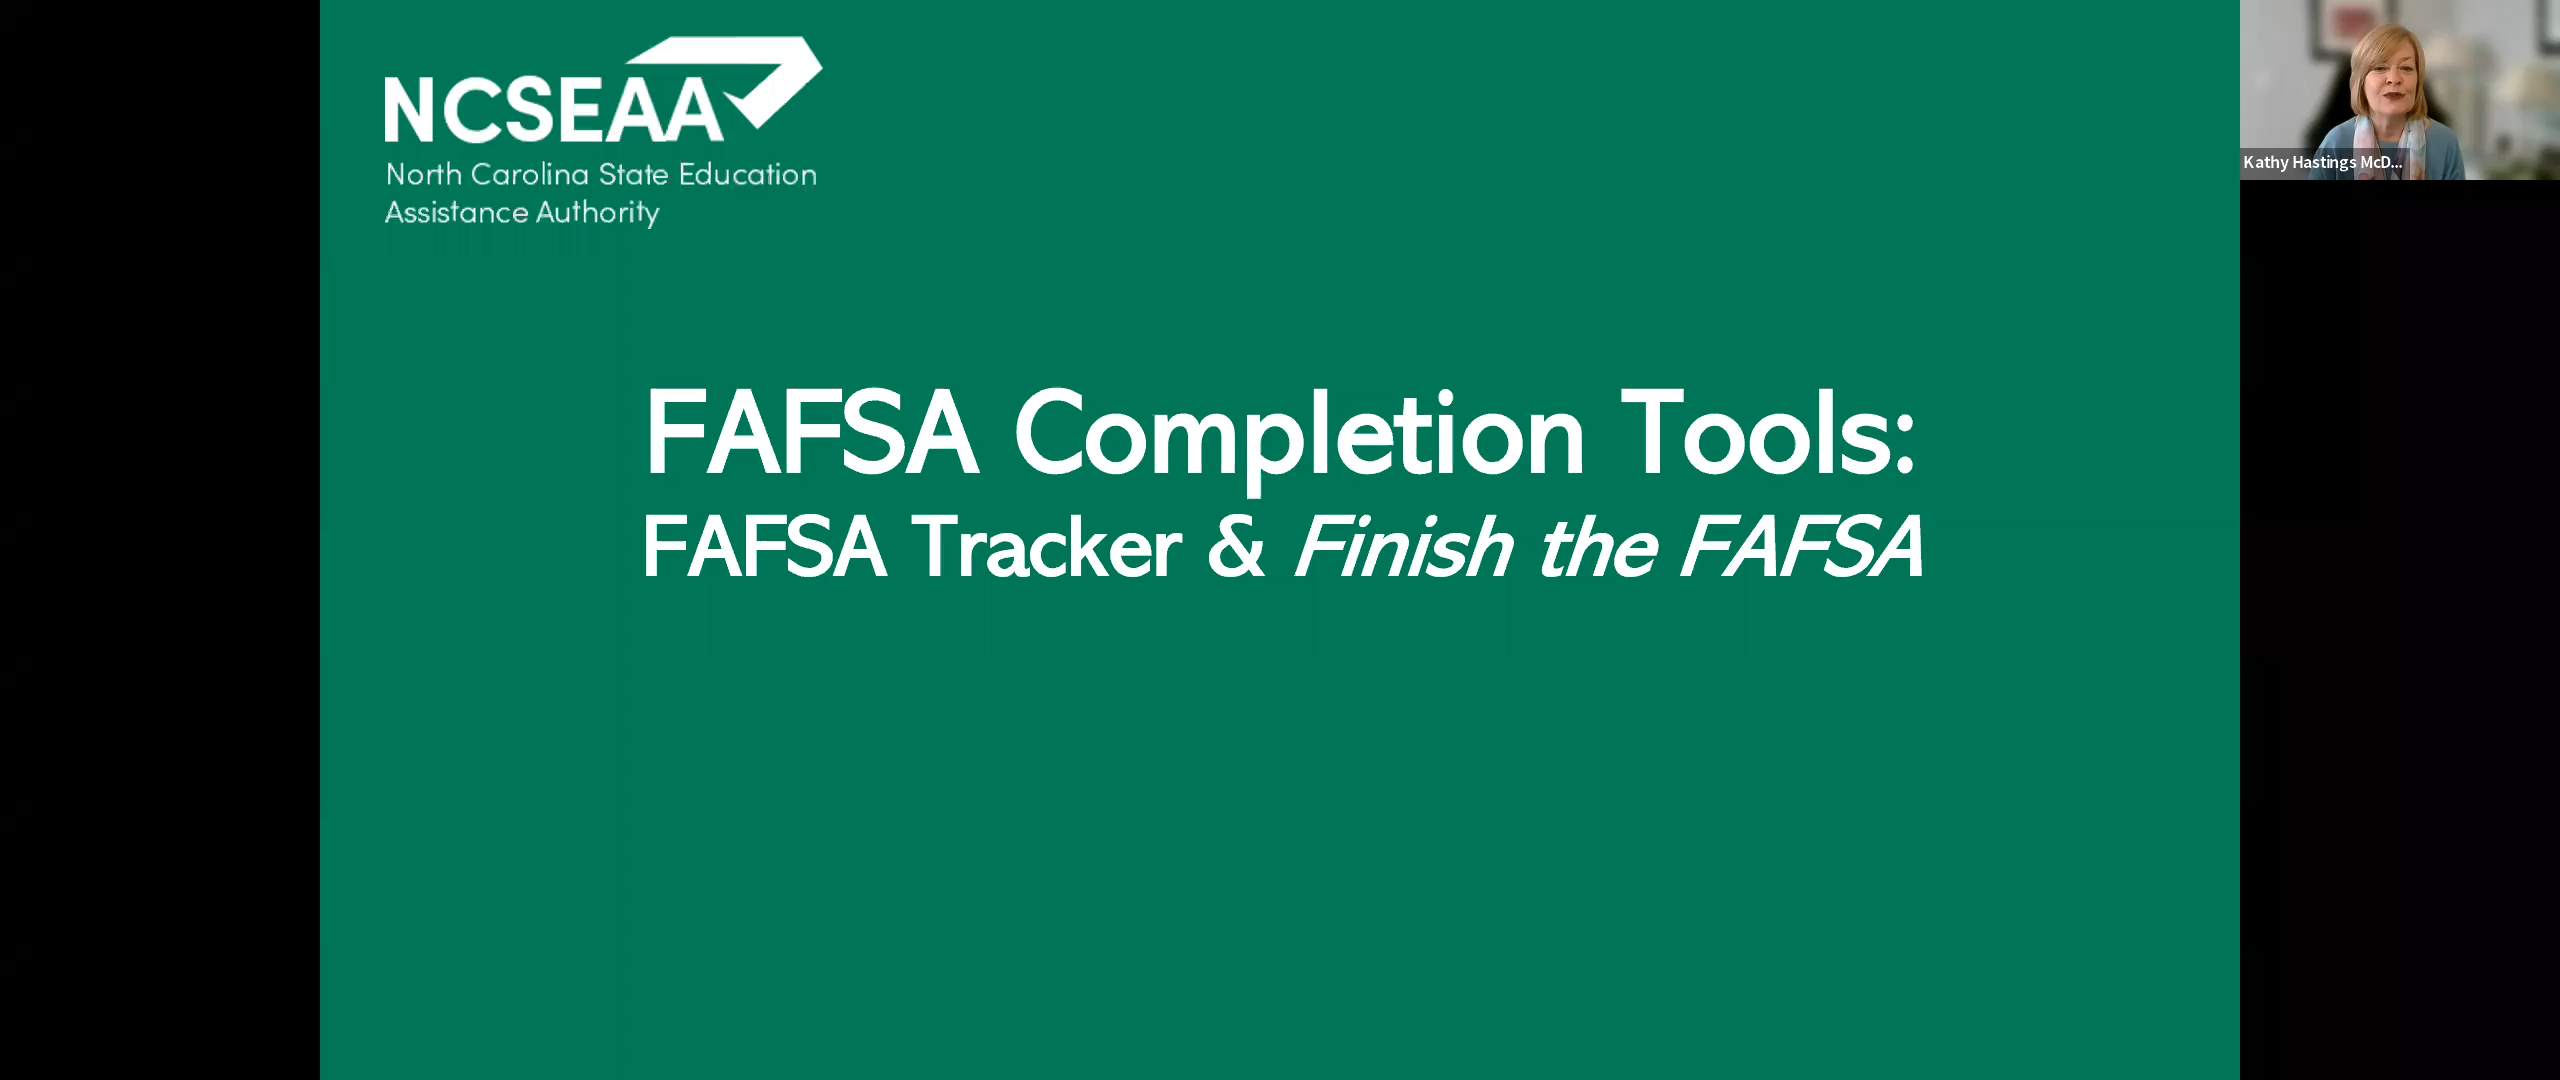 NCSEAA
North Carolina State Education
Assistance Authority
Kathy Hastings McD...
FAFSA Completion Tools:
FAFSA Tracker & Finish the FAFSA